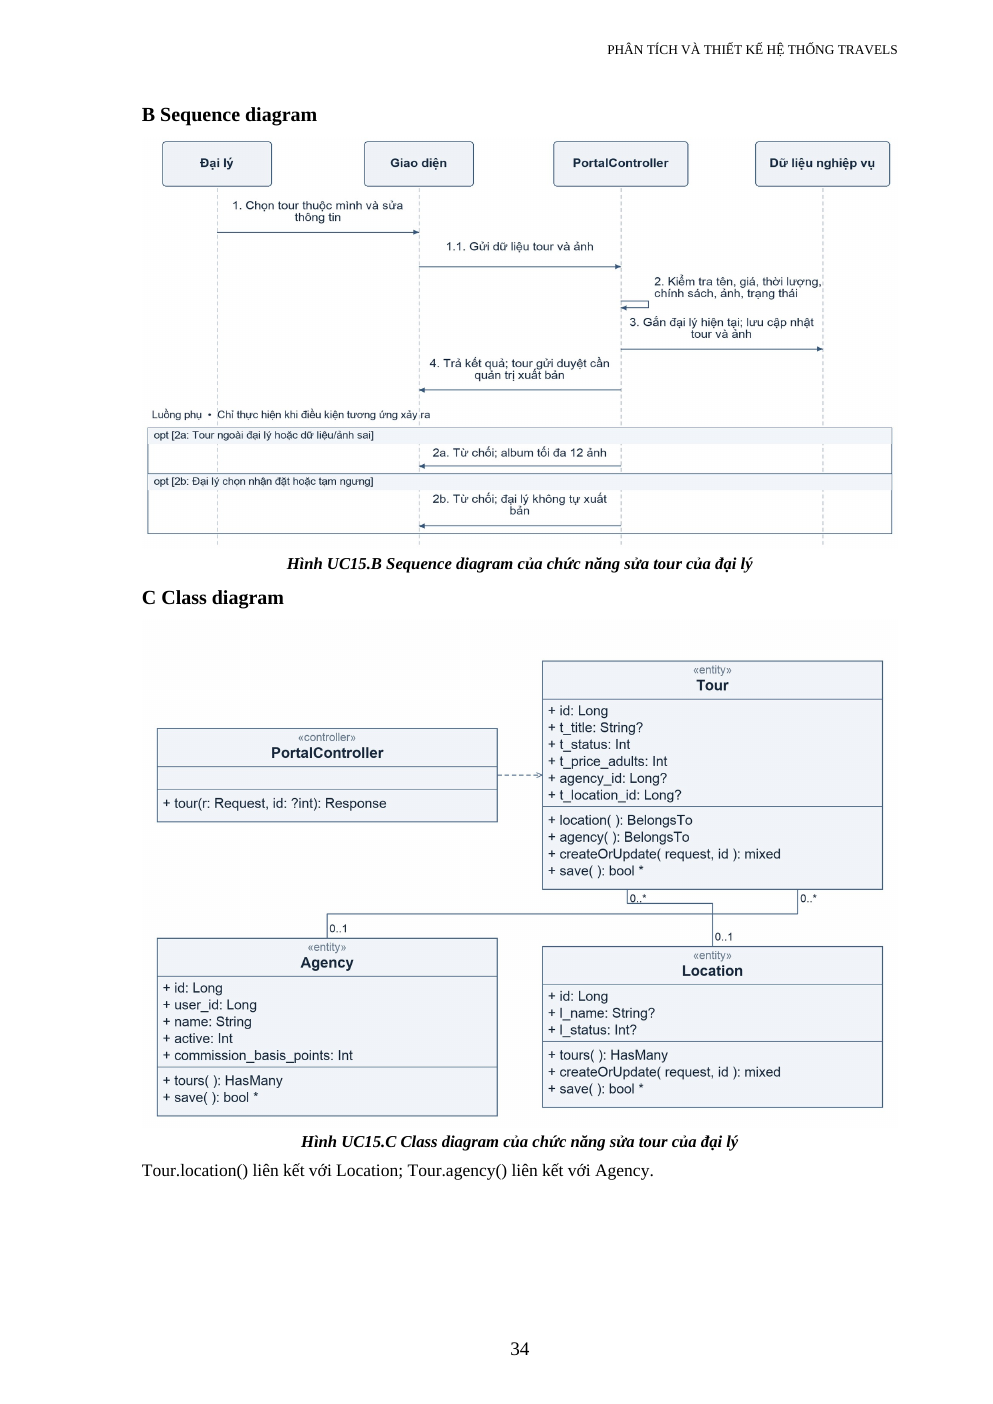 PHÂN TÍCH VÀ THIẾT KẾ HỆ THỐNG TRAVELS
B Sequence diagram
Đại lý
Giao diện
PortalController
Dữ liệu nghiệp vụ
1. Chọn tour thuộc mình và sửa
thông tin
1.1. Gửi dữ liệu tour và ảnh
2. Kiểm tra tên, giá, thời lượng,
chính sách, ảnh, trạng thái
3. Gắn đại lý hiện tại; lưu cập nhật
tour và ảnh
4. Trả kết quả; tour gửi duyệt cần
quản trị xuất bản
Luồng phụ • Chỉ thực hiện khi điều kiện tương ứng xảy ra
opt [2a: Tour ngoài đại lý hoặc dữ liệu/ảnh sai]
2a. Từ chối; album tối đa 12 ảnh
opt [2b: Đại lý chọn nhận đặt hoặc tạm ngưng]
2b. Từ chối; đại lý không tự xuất
bản
Hình UC15.B Sequence diagram của chức năng sửa tour của đại lý
C Class diagram
«entity»
Tour
+ id: Long
+ t_title: String?
+ t_status: Int
+ t_price_adults: Int
+ agency_id: Long?
+ t_location_id: Long?
+ location( ): BelongsTo
+ agency( ): BelongsTo
+ createOrUpdate( request, id ): mixed
+ save( ): bool *
«controller»
PortalController
+ tour(r: Request, id: ?int): Response
0..*
0..*
0..1
0..1
«entity»
Agency
+ id: Long
+ user_id: Long
+ name: String
+ active: Int
+ commission_basis_points: Int
+ tours( ): HasMany
+ save( ): bool *
«entity»
Location
+ id: Long
+ l_name: String?
+ l_status: Int?
+ tours( ): HasMany
+ createOrUpdate( request, id ): mixed
+ save( ): bool *
Hình UC15.C Class diagram của chức năng sửa tour của đại lý
Tour.location() liên kết với Location; Tour.agency() liên kết với Agency.
34